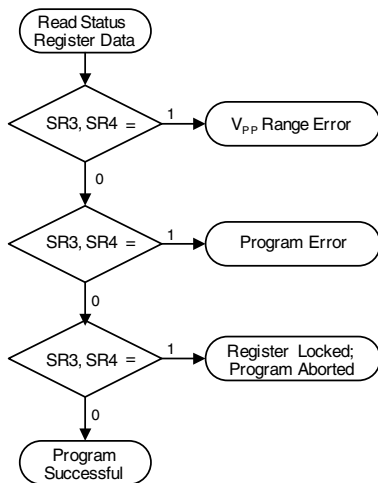 Read Status
Register Data
SR3, SR4 =
1
VPP Range Error
0
SR3, SR4 =
1
Program Error
0
SR3, SR4 =
1
Register Locked;
Program Aborted
0
Program
Successful